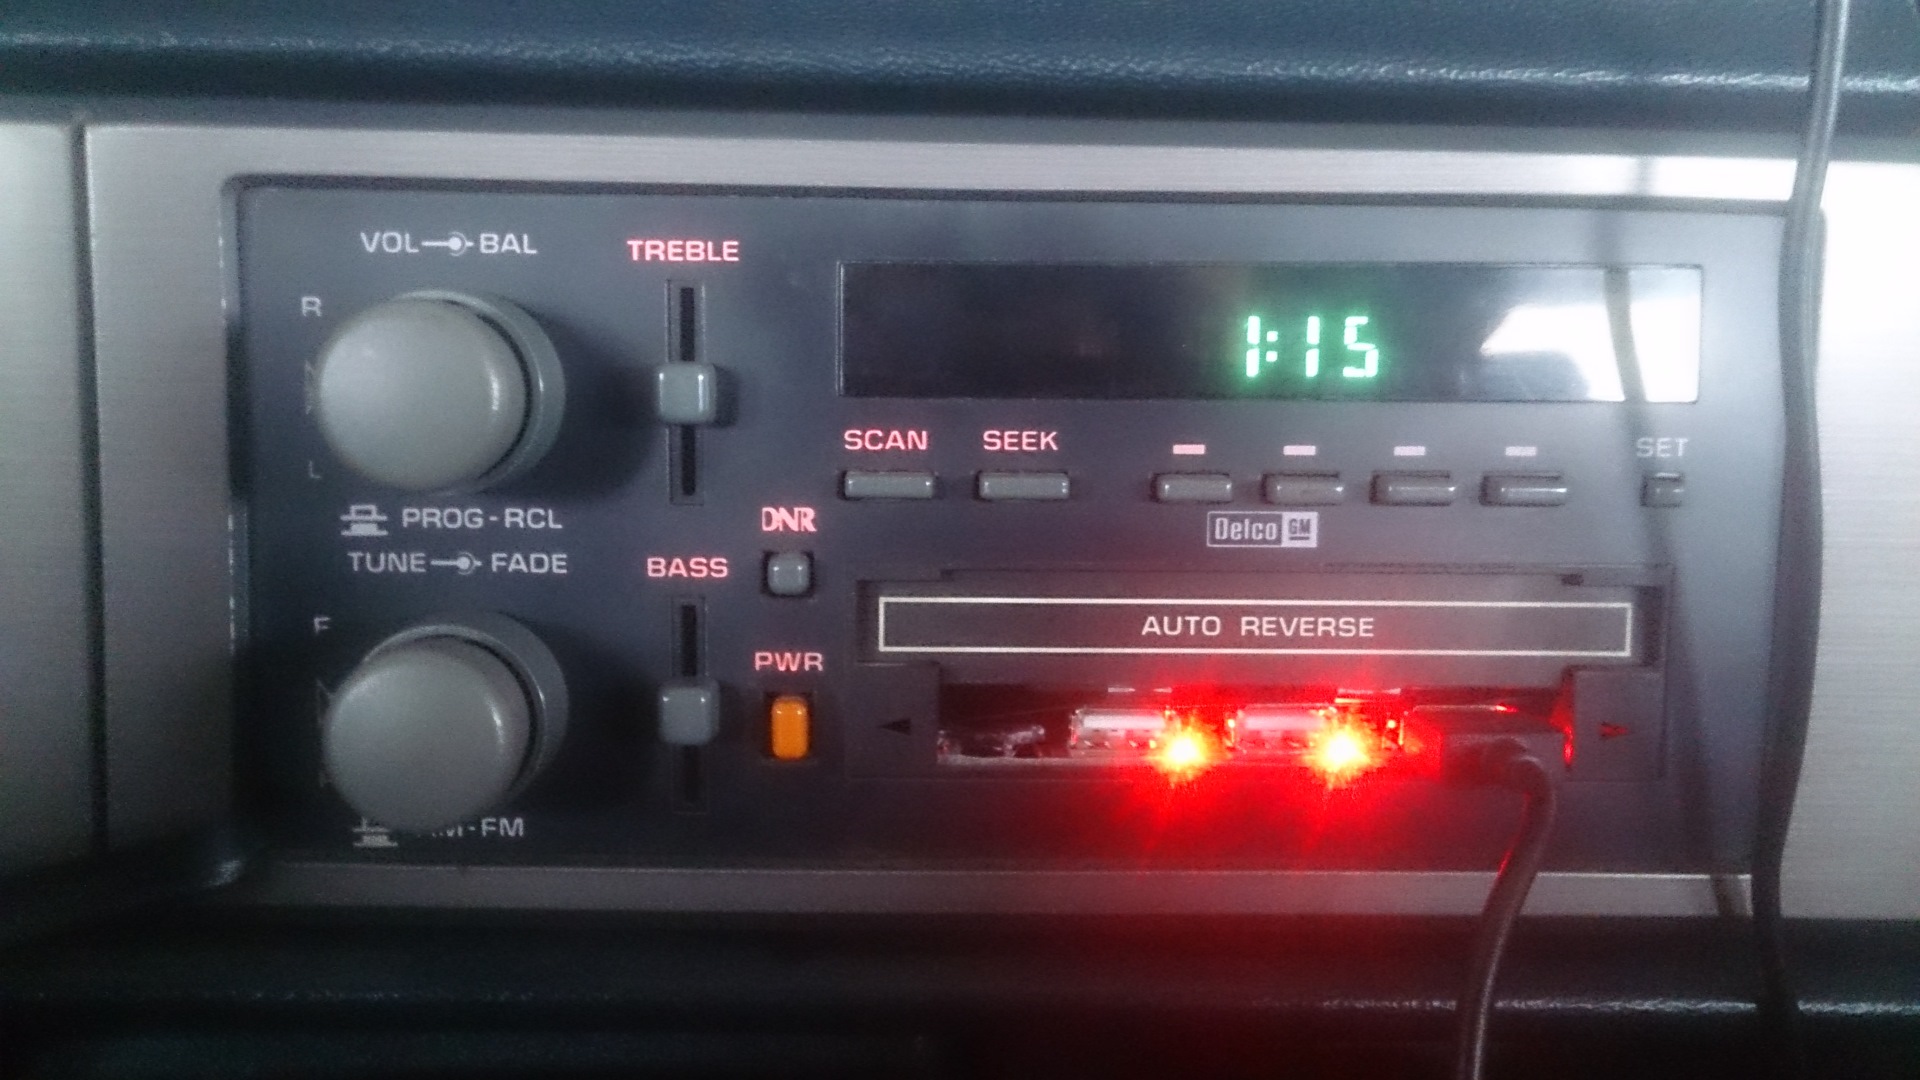 VOL BAL
TREBLE
R
1:15
L
SCAN SEEK SET
PROG-RCL
DNR
Delco GM
TUNE FADE
BASS
F
AUTO REVERSE
PWR
-FM